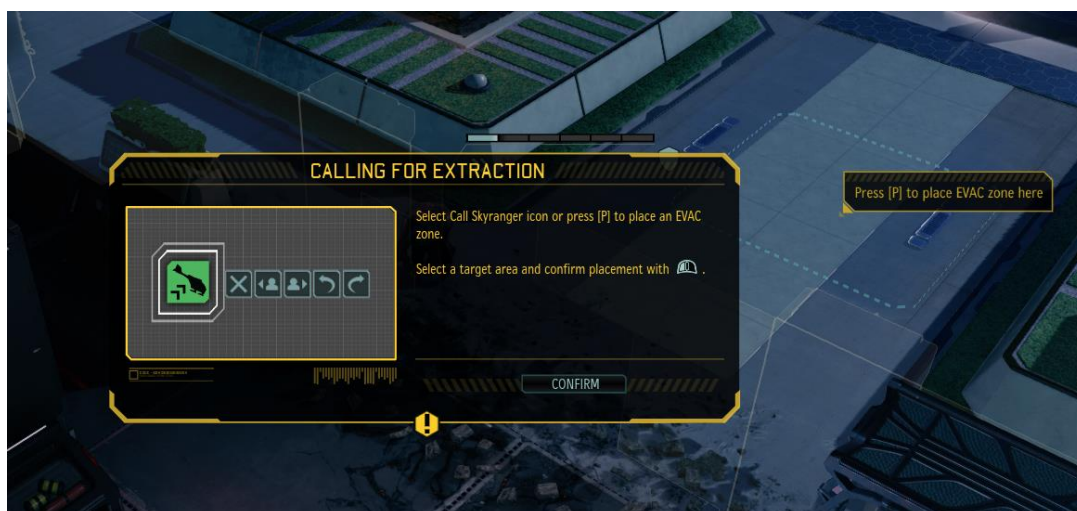 CALLING FOR EXTRACTION
Select Call Skyranger icon or press [P] to place an EVAC
zone.
Select a target area and confirm placement with .
CONFIRM
Press [P] to place EVAC zone here